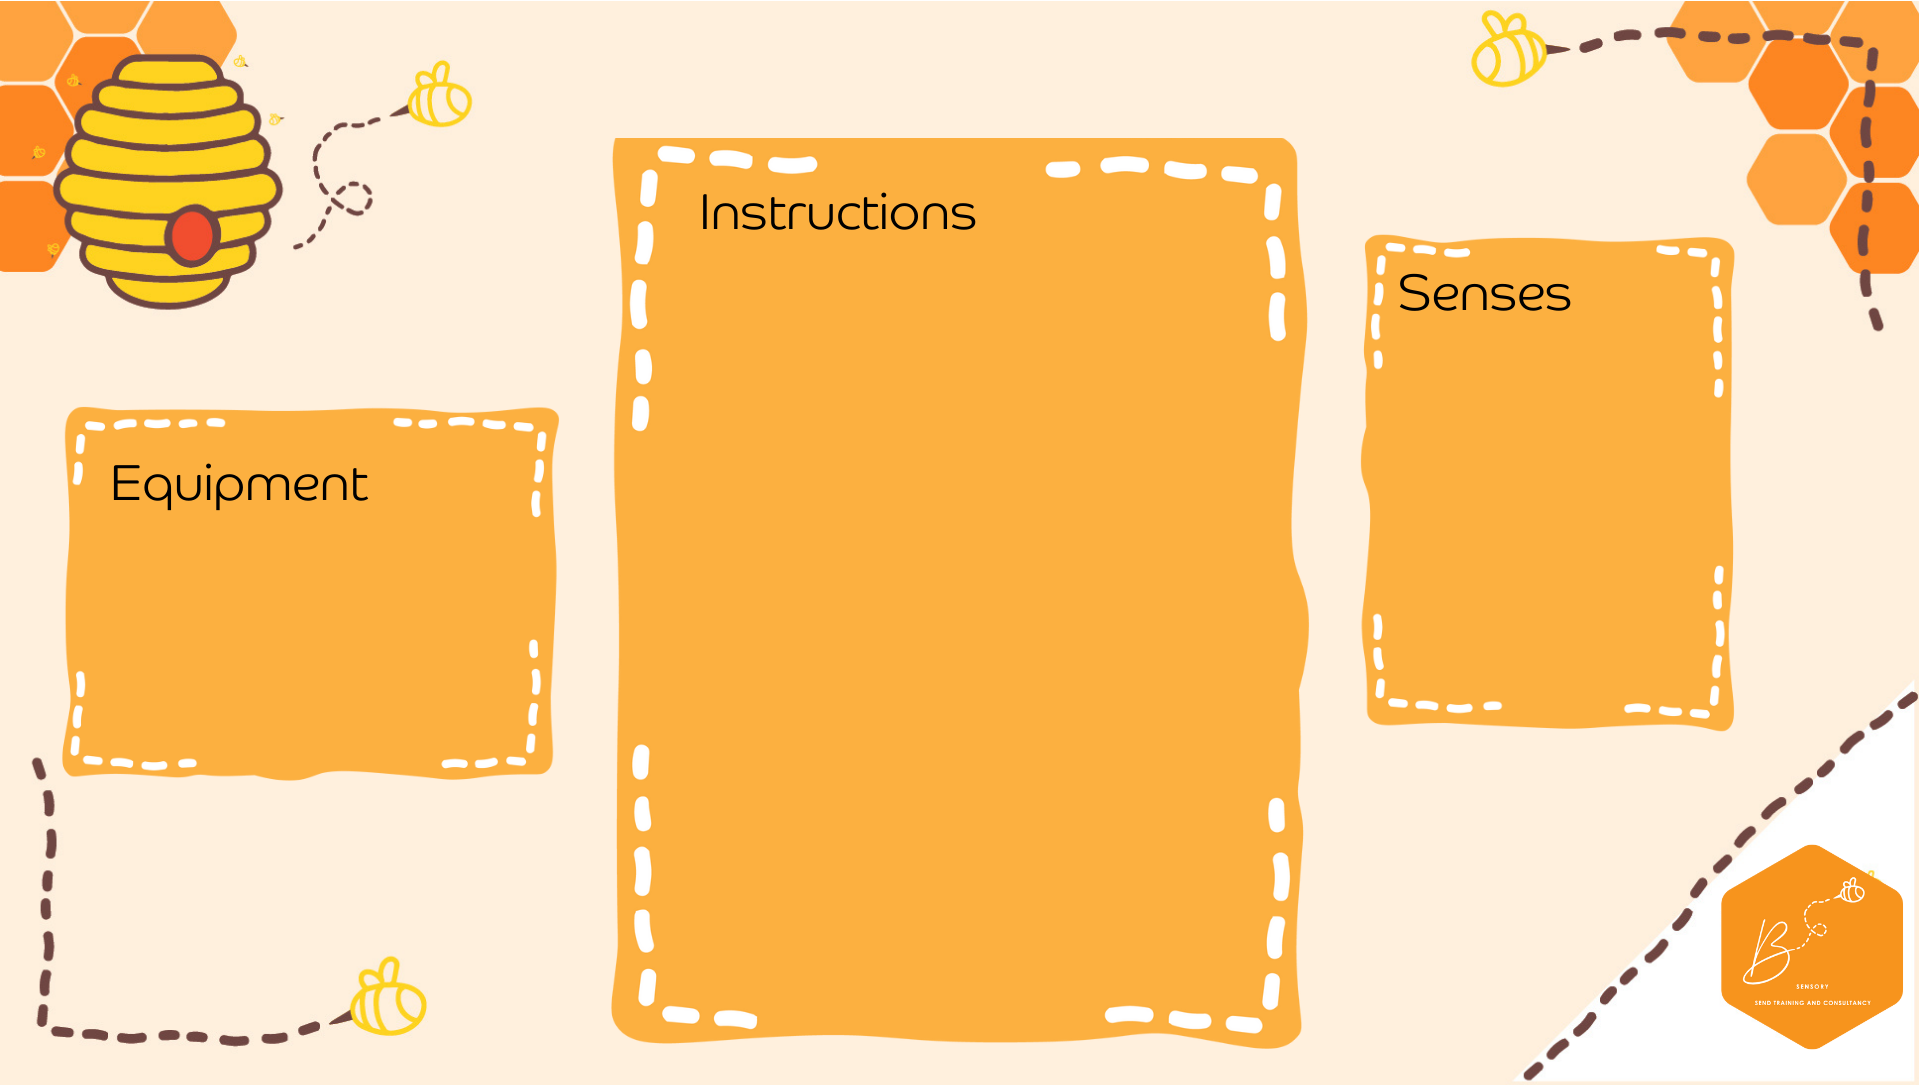 Instructions
Senses
Equipment
B
SENSORY
SEND TRAINING AND CONSULTANCY